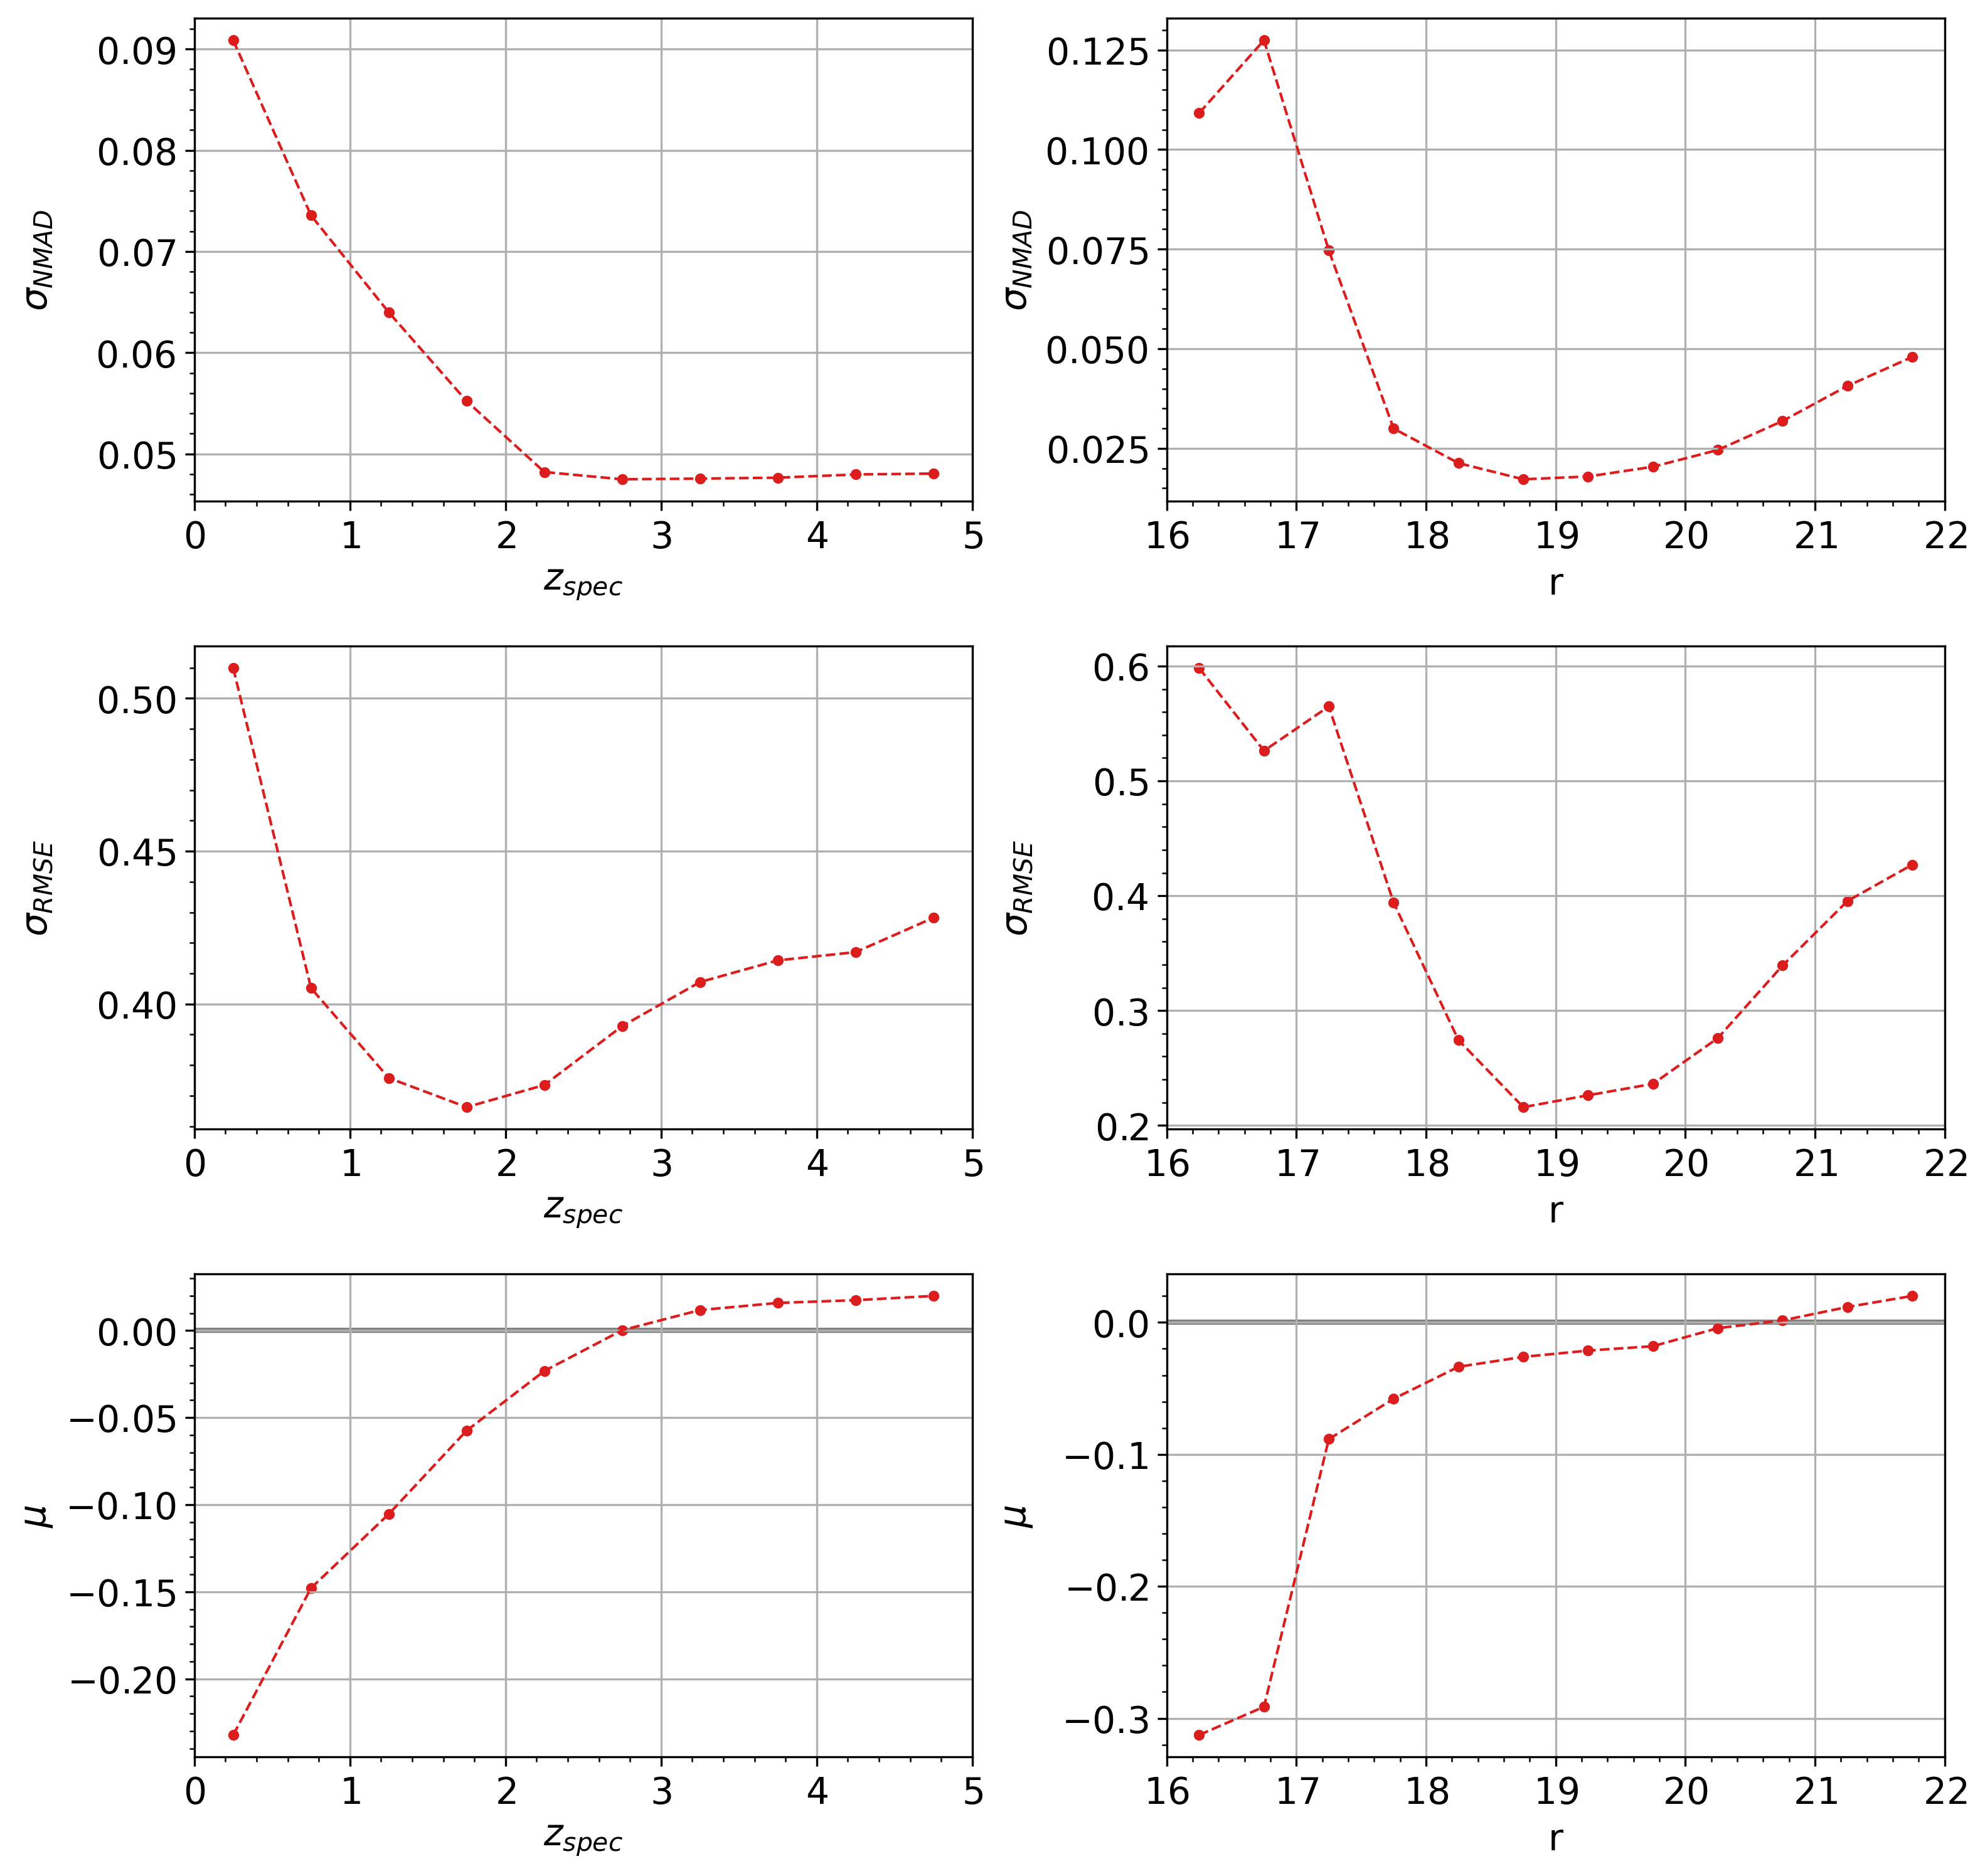 0.09
0.08
0.07
0.06
0.05
σNMAD
0 1 2 3 4 5
zspec
0.125
0.100
0.075
0.050
0.025
σNMAD
16 17 18 19 20 21 22
r
0.50
0.45
0.40
σRMSE
0 1 2 3 4 5
zspec
0.6
0.5
0.4
0.3
0.2
σRMSE
16 17 18 19 20 21 22
r
0.00
−0.05
−0.10
−0.15
−0.20
μ
0 1 2 3 4 5
zspec
0.0
−0.1
−0.2
−0.3
μ
16 17 18 19 20 21 22
r